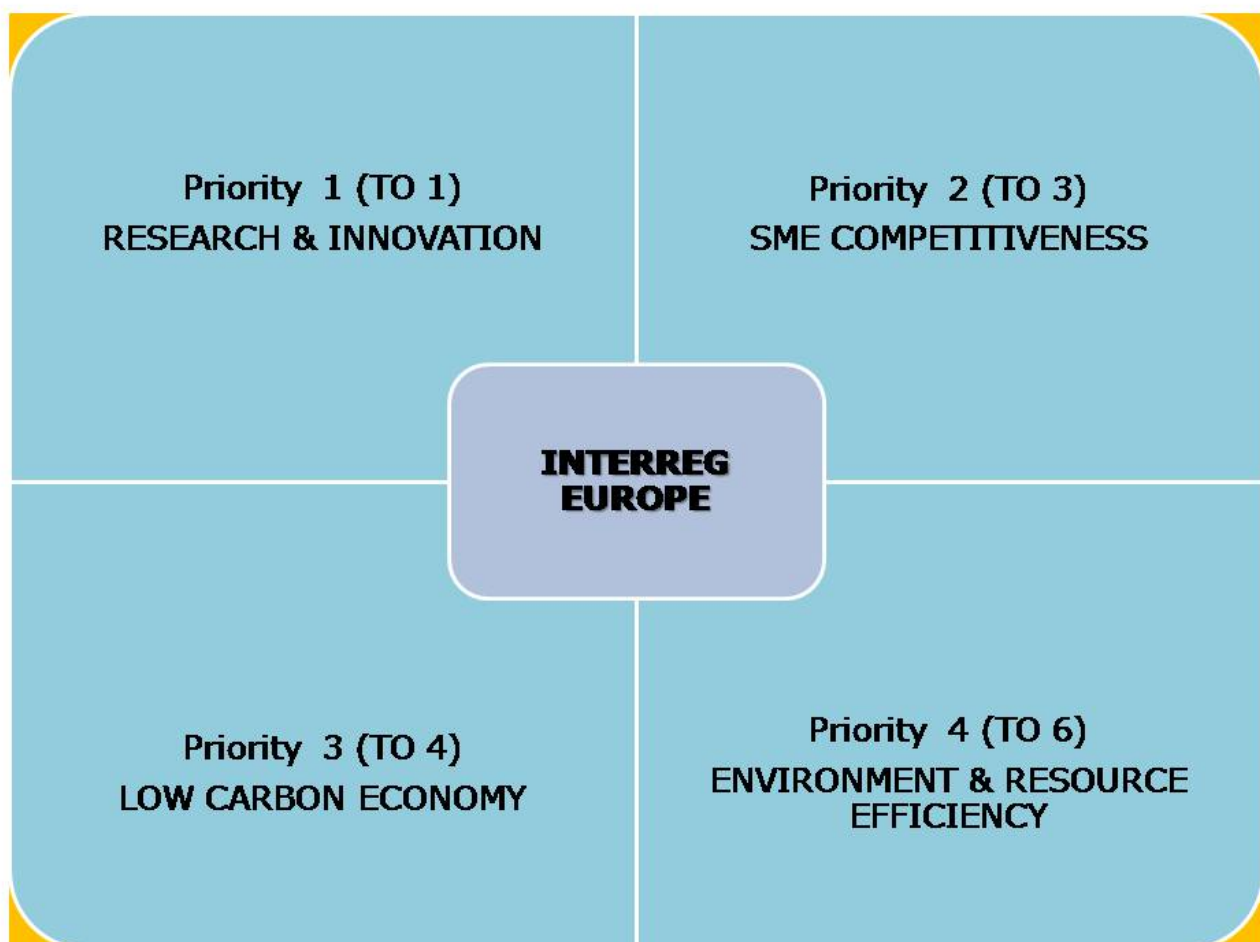 Priority 1 (TO 1)
RESEARCH & INNOVATION
Priority 2 (TO 3)
SME COMPETITIVENESS
INTERREG
EUROPE
Priority 3 (TO 4)
LOW CARBON ECONOMY
Priority 4 (TO 6)
ENVIRONMENT & RESOURCE
EFFICIENCY